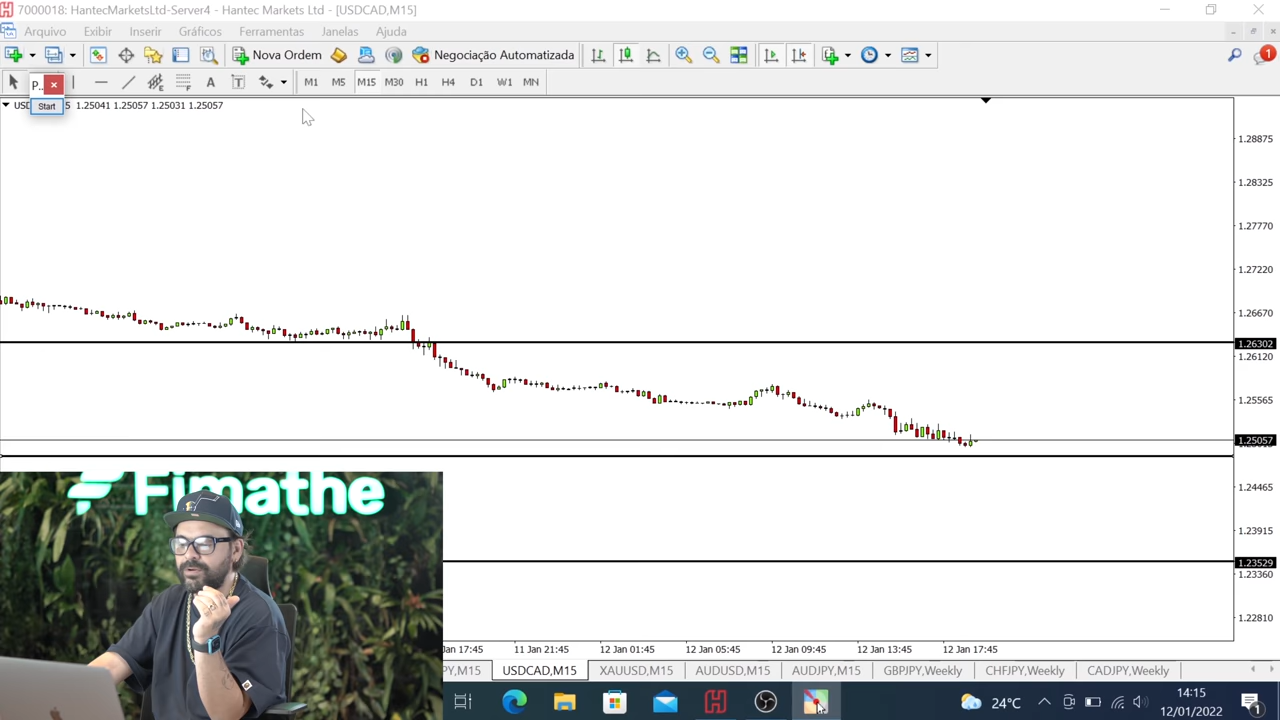 7000018: HantecMarketsLtd-Server4 - Hantec Markets Ltd - [USDCAD,M15]
Arquivo Exibir Inserir Gráficos Ferramentas Janelas Ajuda
Nova Ordem Negociação Automatizada 1
P... A T M1 M5 M15 M30 H1 H4 D1 W1 MN
Start
1.25041 1.25057 1.25031 1.25057
1.28875
1.28325
1.27770
1.27220
1.26670
1.26302
1.26120
1.25565
1.25057
1.24465
1.23915
1.23529
1.23360
1.22810
Fimathe
11 Jan 21:45 12 Jan 01:45 12 Jan 05:45 12 Jan 09:45 12 Jan 13:45 12 Jan 17:45
USDCAD,M15 XAUUSD,M15 AUDUSD,M15 AUDJPY,M15 GBPJPY,Weekly CHFJPY,Weekly CADJPY,Weekly
24°C
14:15
12/01/2022
1